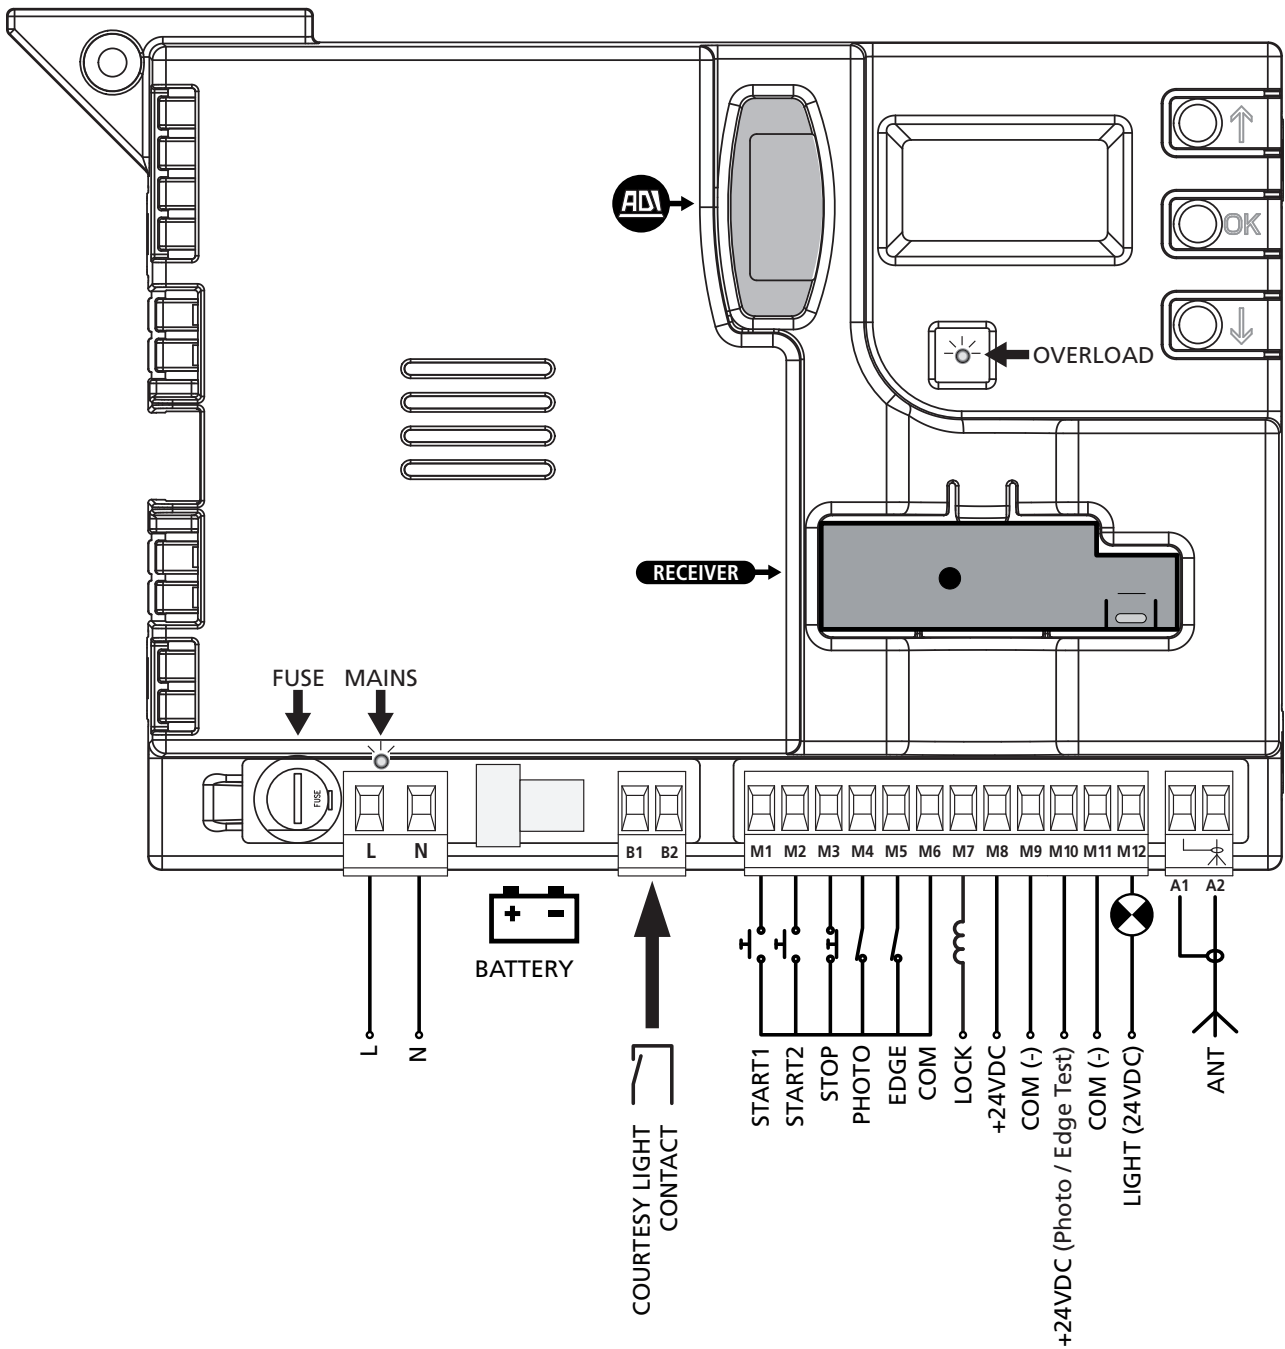 ADI
OK
OVERLOAD
RECEIVER
FUSE
MAINS
FUSE
L
N
B1
B2
M1
M2
M3
M4
M5
M6
M7
M8
M9
M10
M11
M12
A1
A2
+ -
BATTERY
L
N
COURTESY LIGHT
CONTACT
START1
START2
STOP
PHOTO
EDGE
COM
LOCK
+24VDC
COM (-)
+24VDC (Photo / Edge Test)
COM (-)
LIGHT (24VDC)
ANT